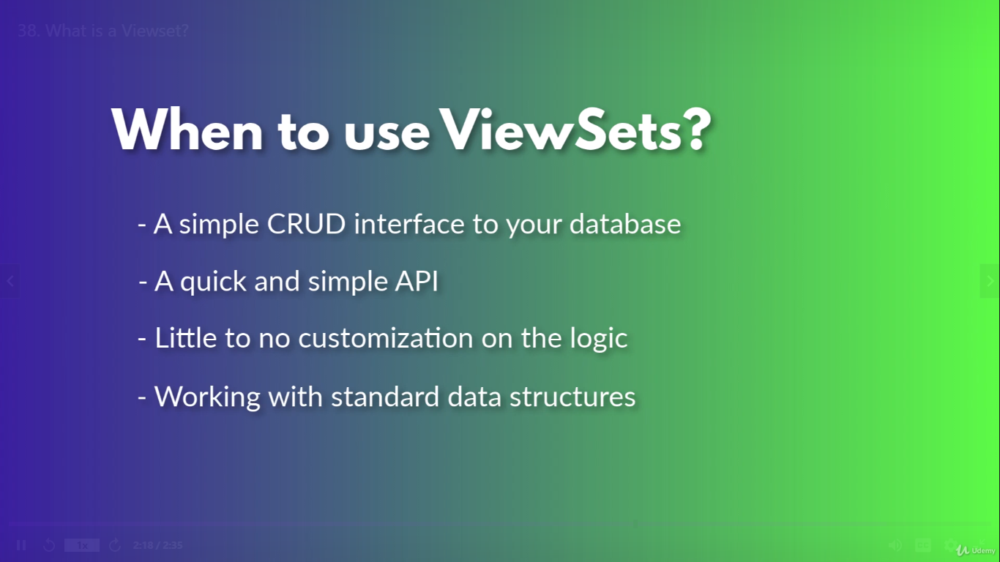 38. What is a Viewset?
When to use ViewSets?
- A simple CRUD interface to your database
- A quick and simple API
- Little to no customization on the logic
- Working with standard data structures
1x
2:18 / 2:35
CC
Udemy